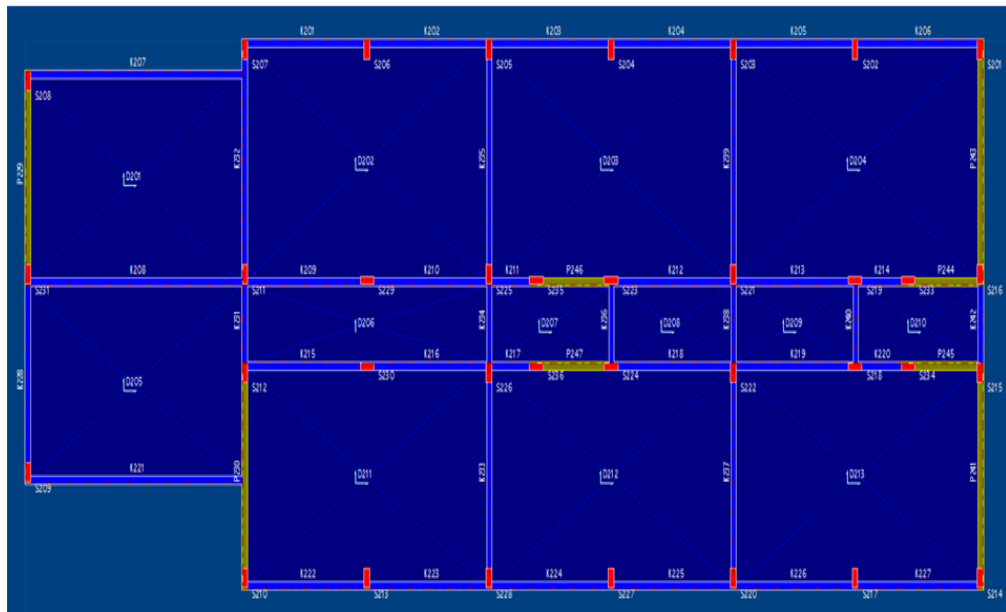 K201 K202 K203 K204 K205 K206
K207
S207 S206 S205 S204 S203 S202 S201
S208
P229 K232 K235 K239 P243
D201 D202 D203 D204
K208 K209 K210 K211 P246 K212 K213 K214 P244
S231 S211 S229 S225 S235 S223 S221 S219 S233 S216
K231 K234 K236 K238 K240 K242
D206 D207 D208 D209 D210
K215 K216 K217 P247 K218 K219 K220 P245
K228 D205
S212 S230 S226 S236 S224 S222 S218 S234 S215
K221 P230 K233 K237 P241
D211 D212 D213
S209
K222 K223 K224 K225 K226 K227
S210 S213 S228 S227 S220 S217 S214